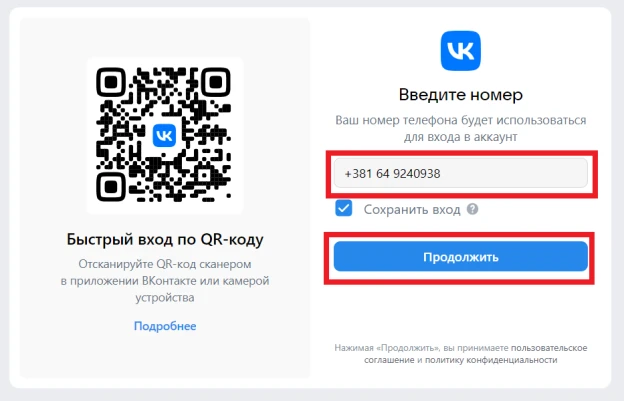 VK
Быстрый вход по QR-коду
Отсканируйте QR-код сканером
в приложении ВКонтакте или камерой
устройства
Подробнее
VK
Введите номер
Ваш номер телефона будет использоваться
для входа в аккаунт
+381 64 9240938
Сохранить вход ?
Продолжить
Нажимая «Продолжить», вы принимаете пользовательское
соглашение и политику конфиденциальности